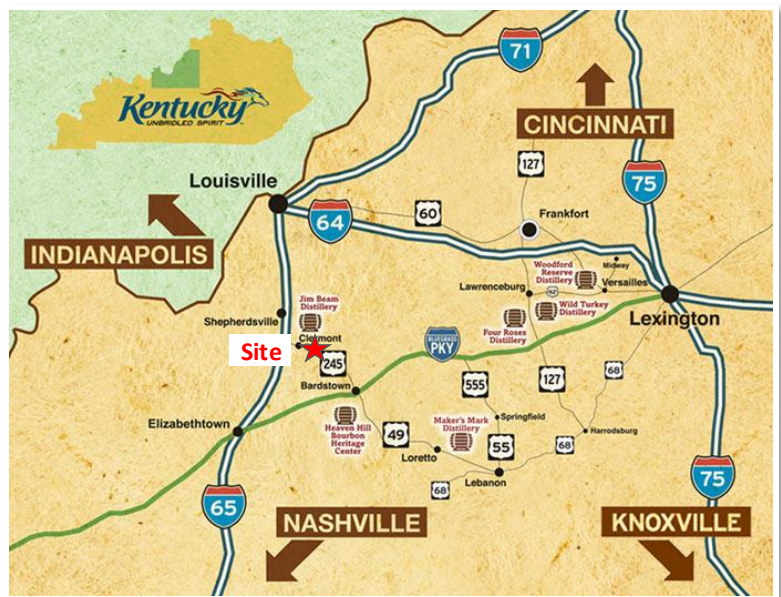 71
Kentucky
UNBRIDLED SPIRIT
CINCINNATI
127
75
Louisville
60
64
Frankfort
INDIANAPOLIS
Woodford
Reserve
Distillery
Midway
Versailles
Lawrenceburg
62
Jim Beam
Distillery
Wild Turkey
Distillery
Lexington
Shepherdsville
Four Roses
Distillery
Clermont
Site
BLUEGRASS
PKY
245
Bardstown
555
127
68
Heaven Hill
Bourbon
Heritage
Center
Maker's Mark
Distillery
Springfield
Elizabethtown
49
55
68
Harrodsburg
Loretto
Lebanon
68
65
75
NASHVILLE
KNOXVILLE